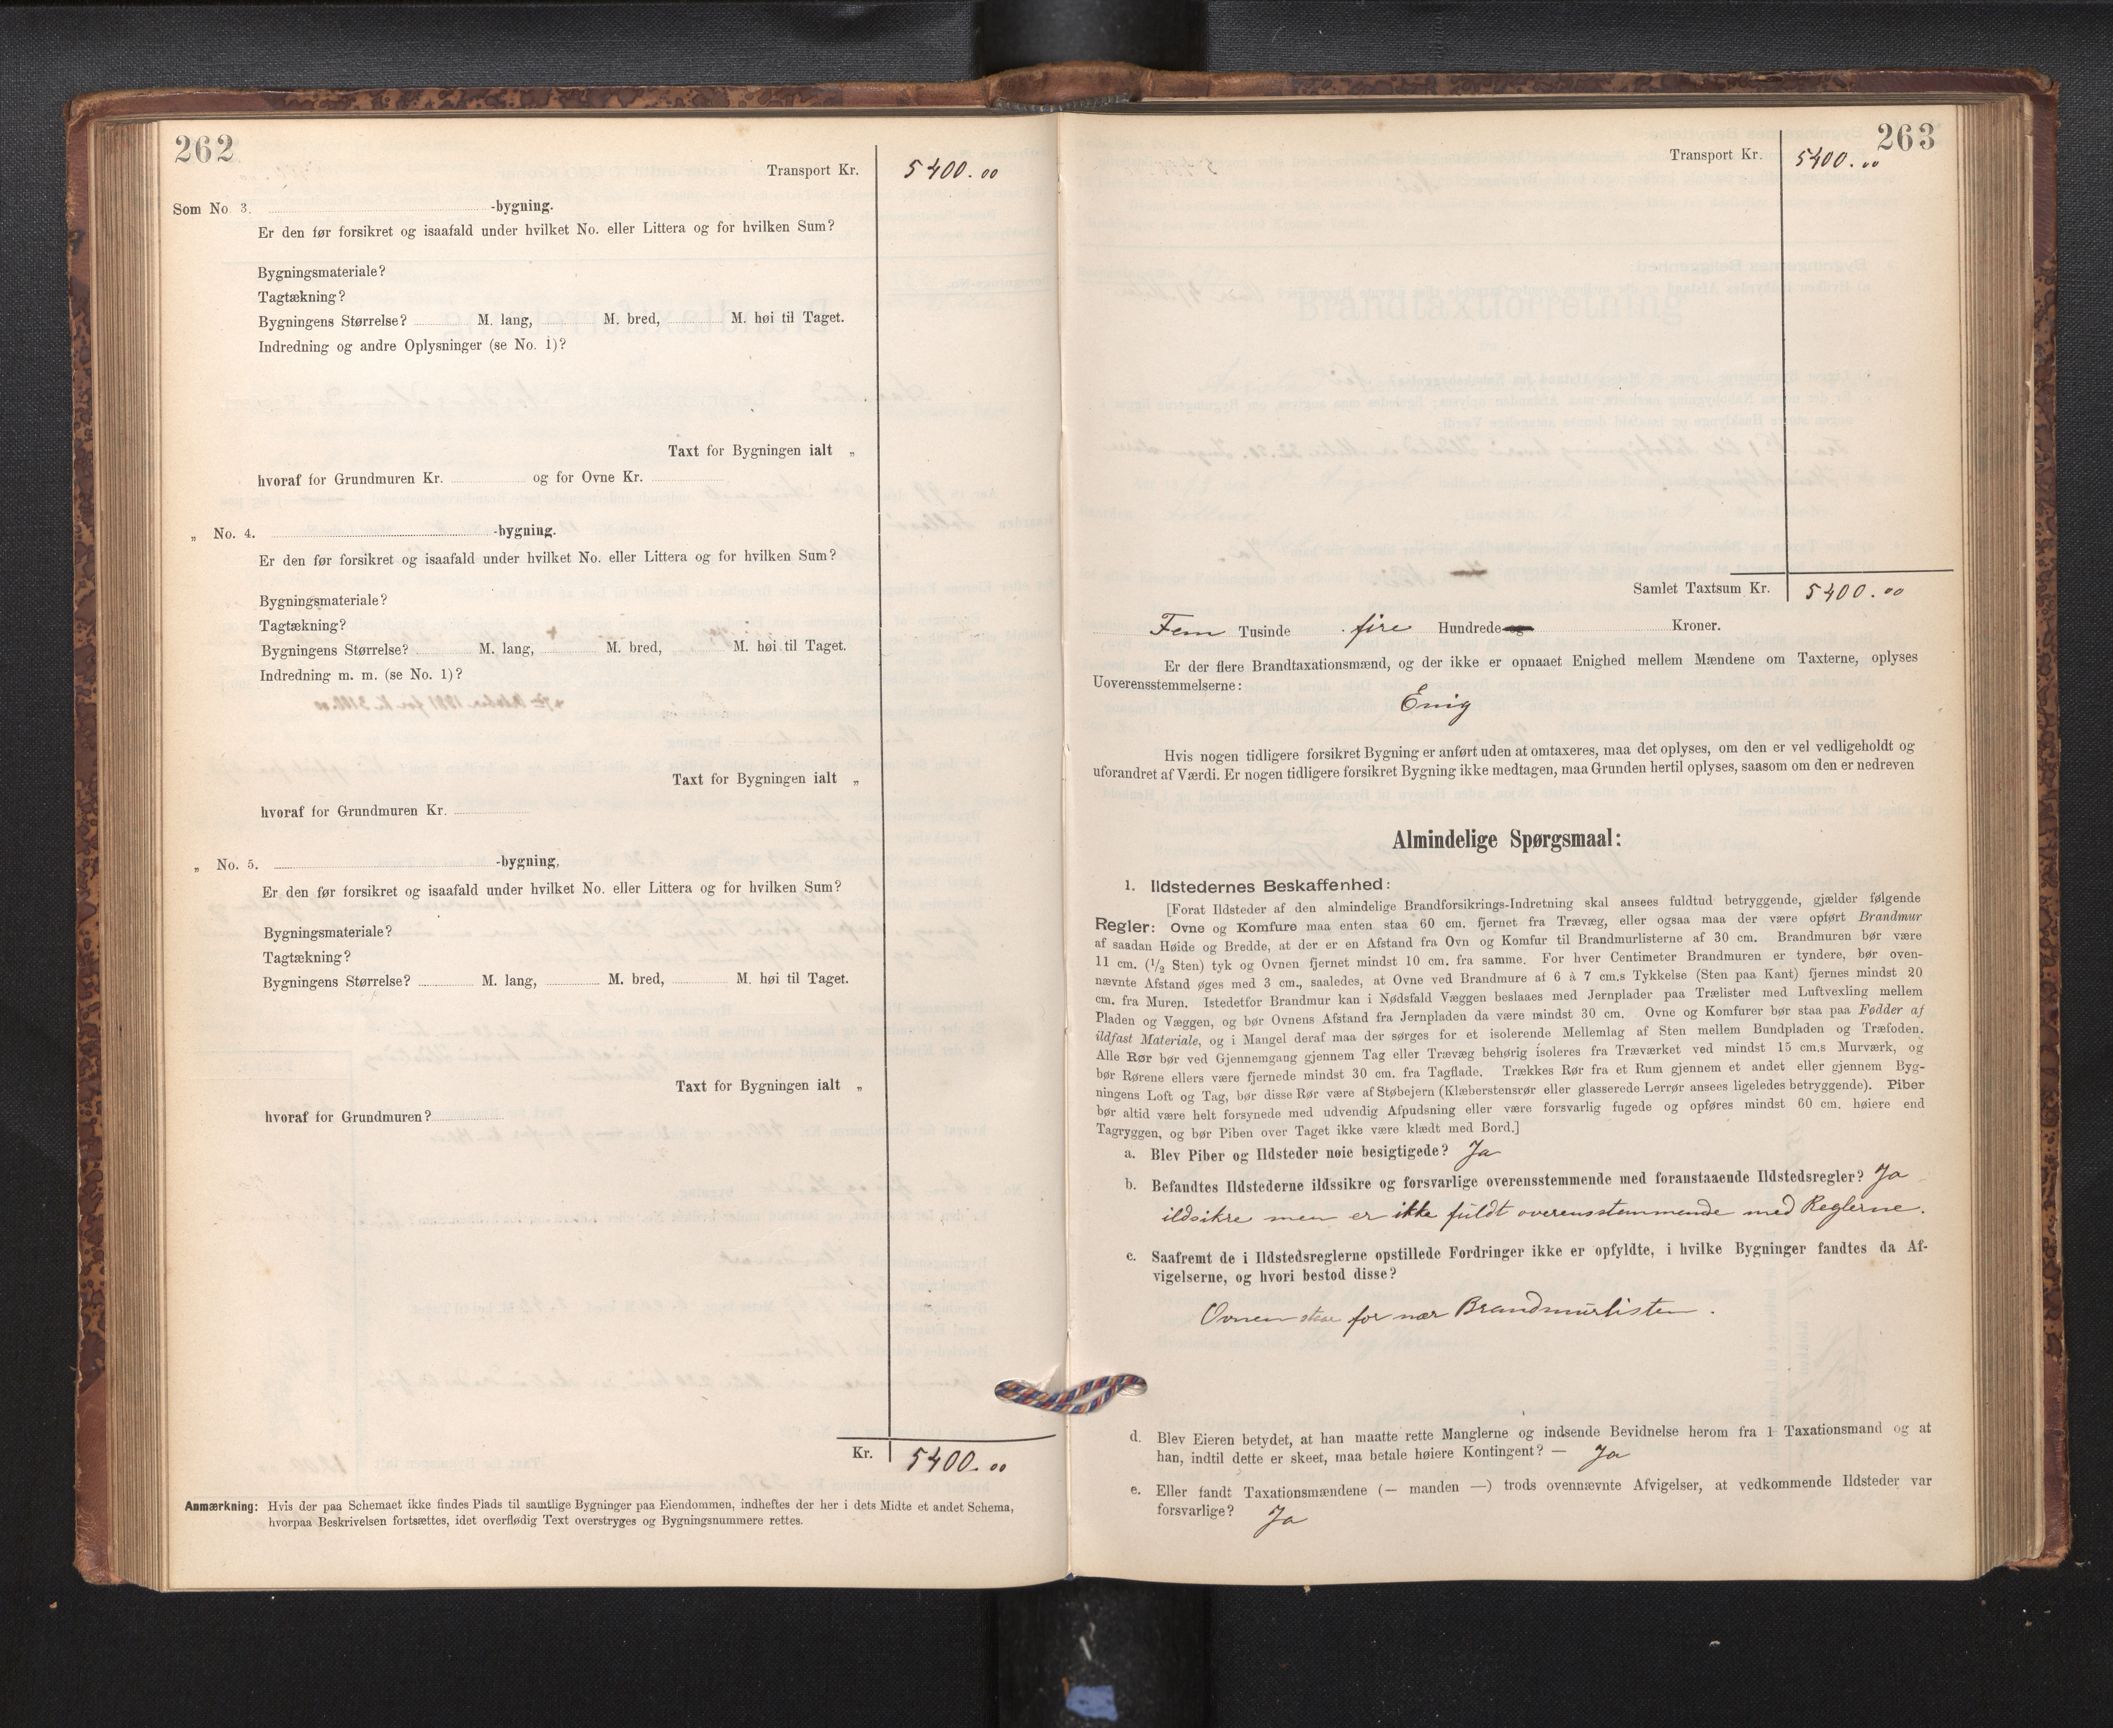 262
Transport Kr. 5400.00
Som No 3. -bygning.
Er den før forsikret og isaafald under hvilket No. eller Littera og for hvilken Sum?
Bygningsmateriale?
Tagtækning?
Bygningens Størrelse? M. lang, M. bred, M. høi til Taget.
Indredning og andre Oplysninger (se No. 1)?
Taxt for Bygningen ialt „
hvoraf for Grundmuren Kr. og for Ovne Kr.
„ No. 4. -bygning.
Er den før forsikret og isaafald under hvilket No. eller Littera og for hvilken Sum?
Bygningsmateriale?
Tagtækning?
Bygningens Størrelse? M. lang, M. bred, M. høi til Taget.
Indredning m. m. (se No. 1)?
Taxt for Bygningen ialt „
hvoraf for Grundmuren Kr.
„ No. 5. -bygning,
Er den før forsikret og isaafald under hvilket No. eller Littera og for hvilken Sum?
Bygningsmateriale?
Tagtækning?
Bygningens Størrelse? M. lang, M. bred, M. høi til Taget.
Taxt for Bygningen ialt „
hvoraf for Grundmuren?
Kr. 5400.00
Anmærkning: Hvis der paa Schemaet ikke findes Plads til samtlige Bygninger paa Eiendommen, indheftes der her i dets Midte et andet Schema,
hvorpaa Beskrivelsen fortsættes, idet overflødig Text overstryges og Bygningsnummere rettes.
263
Transport Kr. 5400.00
Samlet Taxtsum Kr. 5400.00
Fem Tusinde fire Hundrede og Kroner.
Er der flere Brandtaxationsmænd, og der ikke er opnaaet Enighed mellem Mændene om Taxterne, oplyses
Uoverensstemmelserne:
Enig
Hvis nogen tidligere forsikret Bygning er anført uden at omtaxeres, maa det oplyses, om den er vel vedligeholdt og
uforandret af Værdi. Er nogen tidligere forsikret Bygning ikke medtagen, maa Grunden hertil oplyses, saasom om den er nedreven
Almindelige Spørgsmaal:
1. Ildstedernes Beskaffenhed:
[Forat Ildsteder af den almindelige Brandforsikrings-Indretning skal ansees fuldtud betryggende, gjælder følgende
Regler: Ovne og Komfure maa enten staa 60 cm. fjernet fra Trævæg, eller ogsaa maa der være opført Brandmur
af saadan Høide og Bredde, at der er en Afstand fra Ovn og Komfur til Brandmurlisterne af 30 cm. Brandmuren bør være
11 cm. (1/2 Sten) tyk og Ovnen fjernet mindst 10 cm. fra samme. For hver Centimeter Brandmuren er tyndere, bør oven-
nævnte Afstand øges med 3 cm., saaledes, at Ovne ved Brandmure af 6 à 7 cm.s Tykkelse (Sten paa Kant) fjernes mindst 20
cm. fra Muren. Istedetfor Brandmur kan i Nødsfald Væggen beslaaes med Jernplader paa Trælister med Luftvexling mellem
Pladen og Væggen, og bør Ovnens Afstand fra Jernpladen da være mindst 30 cm. Ovne og Komfurer bør staa paa Fødder af
ildfast Materiale, og i Mangel deraf maa der sørges for et isolerende Mellemlag af Sten mellem Bundpladen og Træfoden.
Alle Rør bør ved Gjennemgang gjennem Tag eller Trævæg behørig isoleres fra Træværket ved mindst 15 cm.s Murværk, og
bør Rørene ellers være fjernede mindst 30 cm. fra Tagflade. Trækkes Rør fra et Rum gjennem et andet eller gjennem Byg-
ningens Loft og Tag, bør disse Rør være af Støbejern (Klæberstensrør eller glasserede Lerrør ansees ligeledes betryggende). Piber
bør altid være helt forsynede med udvendig Afpudsning eller være forsvarlig fugede og opføres mindst 60 cm. høiere end
Tagryggen, og bør Piben over Taget ikke være klædt med Bord.]
a. Blev Piber og Ildsteder nøie besigtigede? Ja
b. Befandtes Ildstederne ildssikre og forsvarlige overensstemmende med foranstaaende Ildstedsregler? Ja
ildsikre men er ikke fuldt overensstemmende med Reglerne.
c. Saafremt de i Ildstedsreglerne opstillede Fordringer ikke er opfyldte, i hvilke Bygninger fandtes da Af-
vigelserne, og hvori bestod disse?
Ovnen staar for nær Brandmurlisten.
d. Blev Eieren betydet, at han maatte rette Manglerne og indsende Bevidnelse herom fra 1 Taxationsmand og at
han, indtil dette er skeet, maa betale høiere Kontingent? — Ja
e. Eller fandt Taxationsmændene (— manden —) trods ovennævnte Afvigelser, at vedkommende Ildsteder var
forsvarlige? Ja